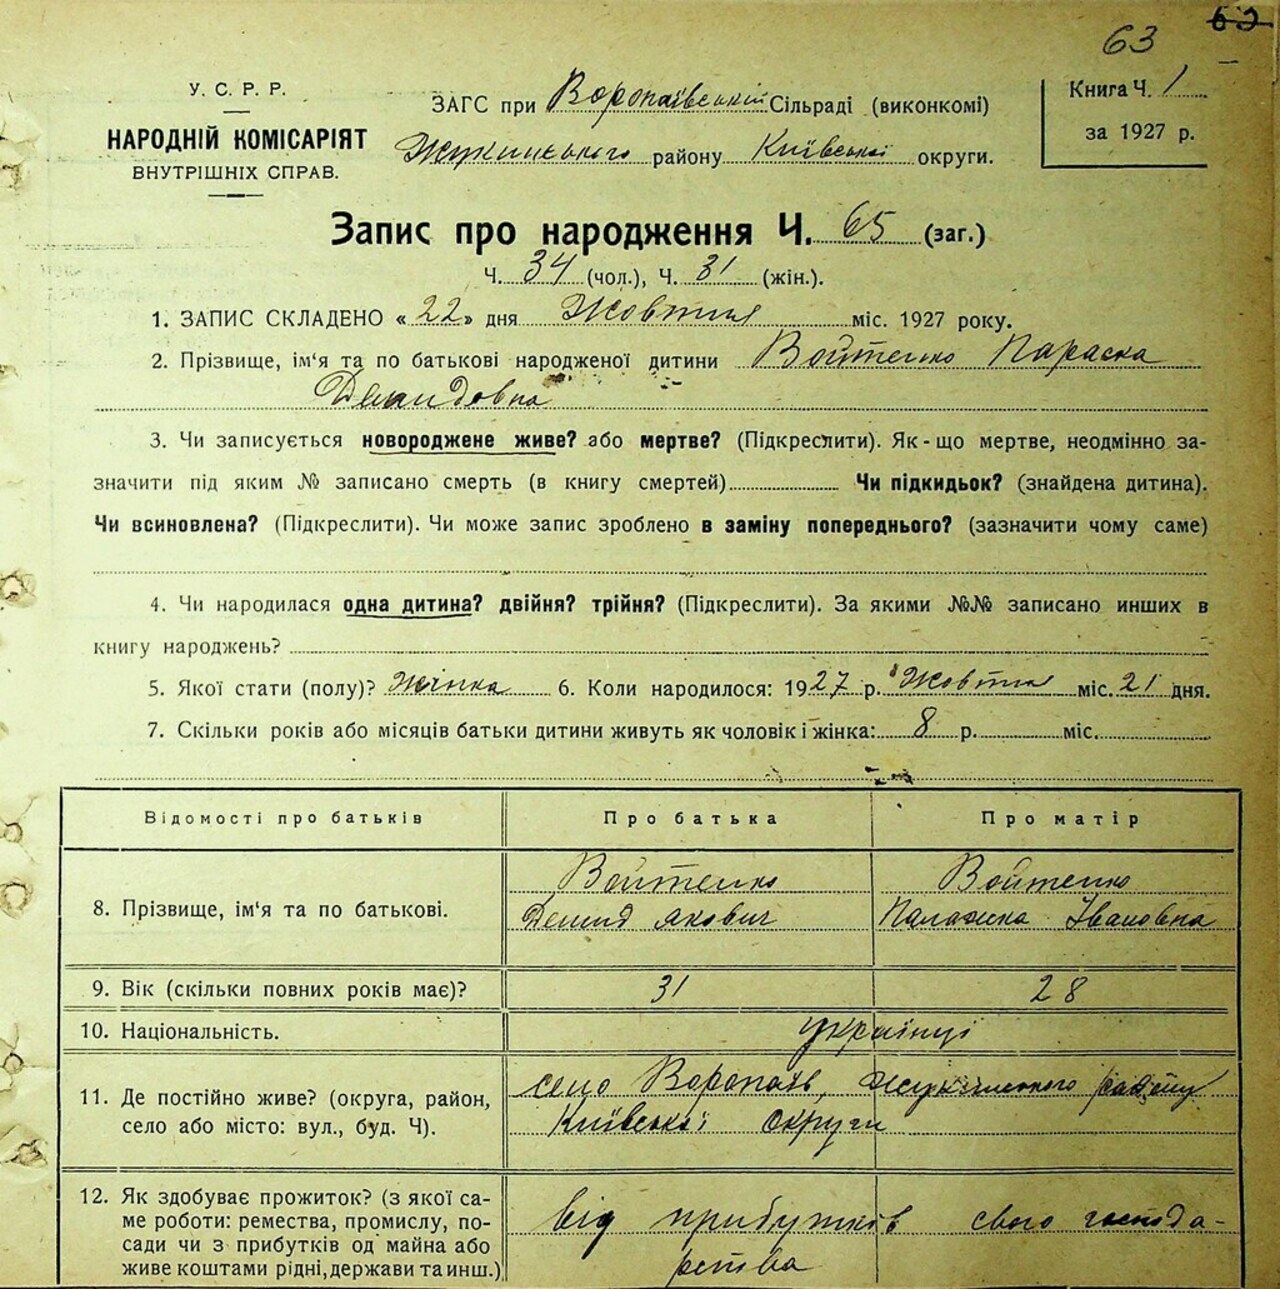 63
63
У. С. Р. Р.
НАРОДНІЙ КОМІСАРІЯТ
ВНУТРІШНІХ СПРАВ.
ЗАГС при Воропаївській Сільраді (виконкомі)
Жукинського району Київської округи.
Книга Ч. 1
за 1927 р.
Запис про народження Ч. 65 (заг.)
Ч. 34 (чол.), Ч. 31 (жін.).
1. ЗАПИС СКЛАДЕНО «22» дня Жовтня міс. 1927 року.
2. Прізвище, ім'я та по батькові народженої дитини Войтенко Параска
Демидовна
3. Чи записується новороджене живе? або мертве? (Підкреслити). Як-що мертве, неодмінно за-
значити під яким № записано смерть (в книгу смертей) Чи підкидьок? (знайдена дитина).
Чи всиновлена? (Підкреслити). Чи може запис зроблено в заміну попереднього? (зазначити чому саме)
4. Чи народилася одна дитина? двійня? трійня? (Підкреслити). За якими №№ записано инших в
книгу народжень?
5. Якої стати (полу)? Жінка 6. Коли народилося: 1927 р. Жовтня міс. 21 дня.
7. Скільки років або місяців батьки дитини живуть як чоловік і жінка: 8 р. міс.
Відомості про батьків Про батька Про матір
8. Прізвище, ім'я та по батькові.
Войтенко
Демид Якович
Войтенко
Палажка Івановна
9. Вік (скільки повних років має)? 31 28
10. Національність. українці
11. Де постійно живе? (округа, район,
село або місто: вул., буд. Ч).
село Воропаїв, Жукинського району
Київської округи
12. Як здобуває прожиток? (з якої са-
ме роботи: ремества, промислу, по-
сади чи з прибутків од майна або
живе коштами рідні, держави та инш.)
від прибутків свого господа-
рства